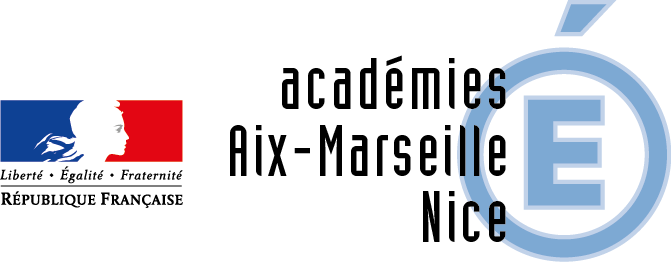 Liberté • Égalité • Fraternité
RÉPUBLIQUE FRANÇAISE
académies
Aix-Marseille
Nice
É